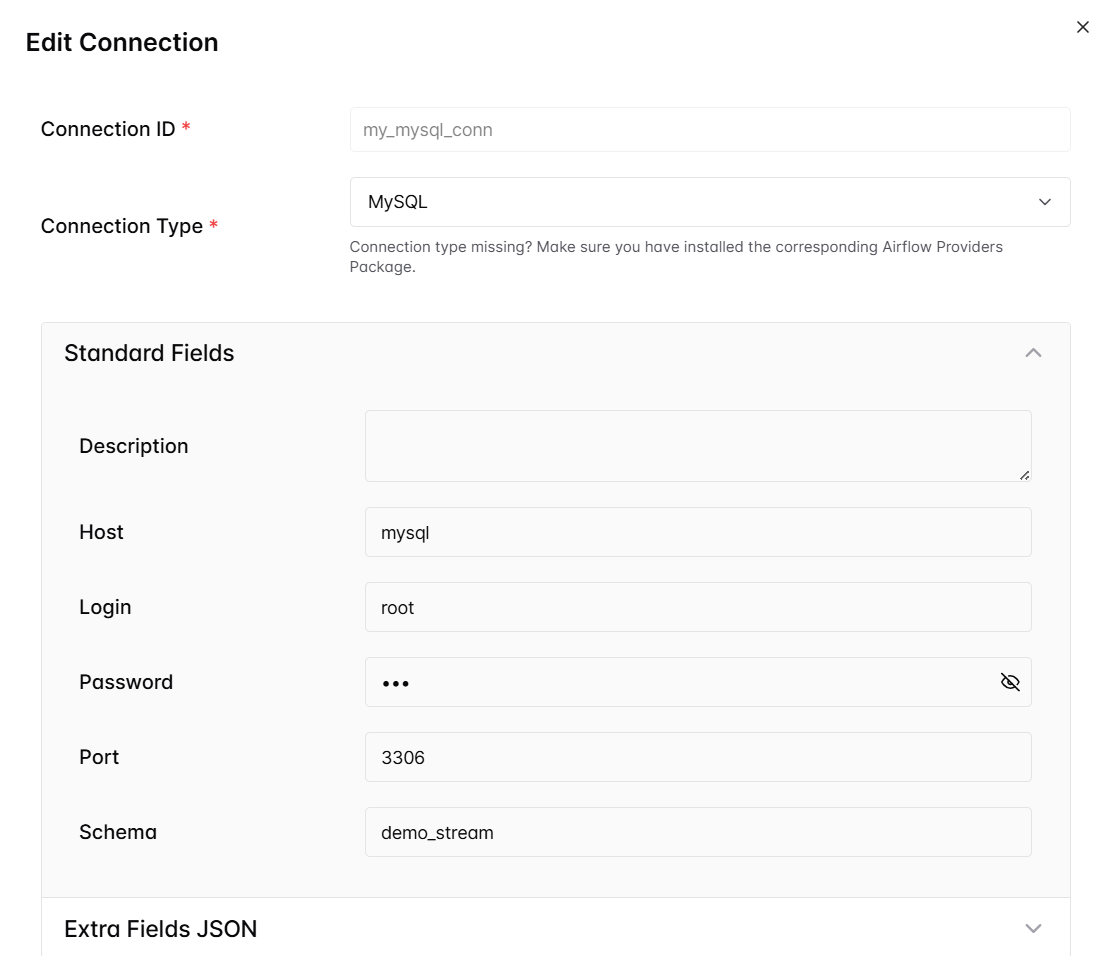 Edit Connection
Connection ID *
my_mysql_conn
Connection Type *
MySQL
Connection type missing? Make sure you have installed the corresponding Airflow Providers
Package.
Standard Fields
Description
Host
mysql
Login
root
Password
•••
Port
3306
Schema
demo_stream
Extra Fields JSON